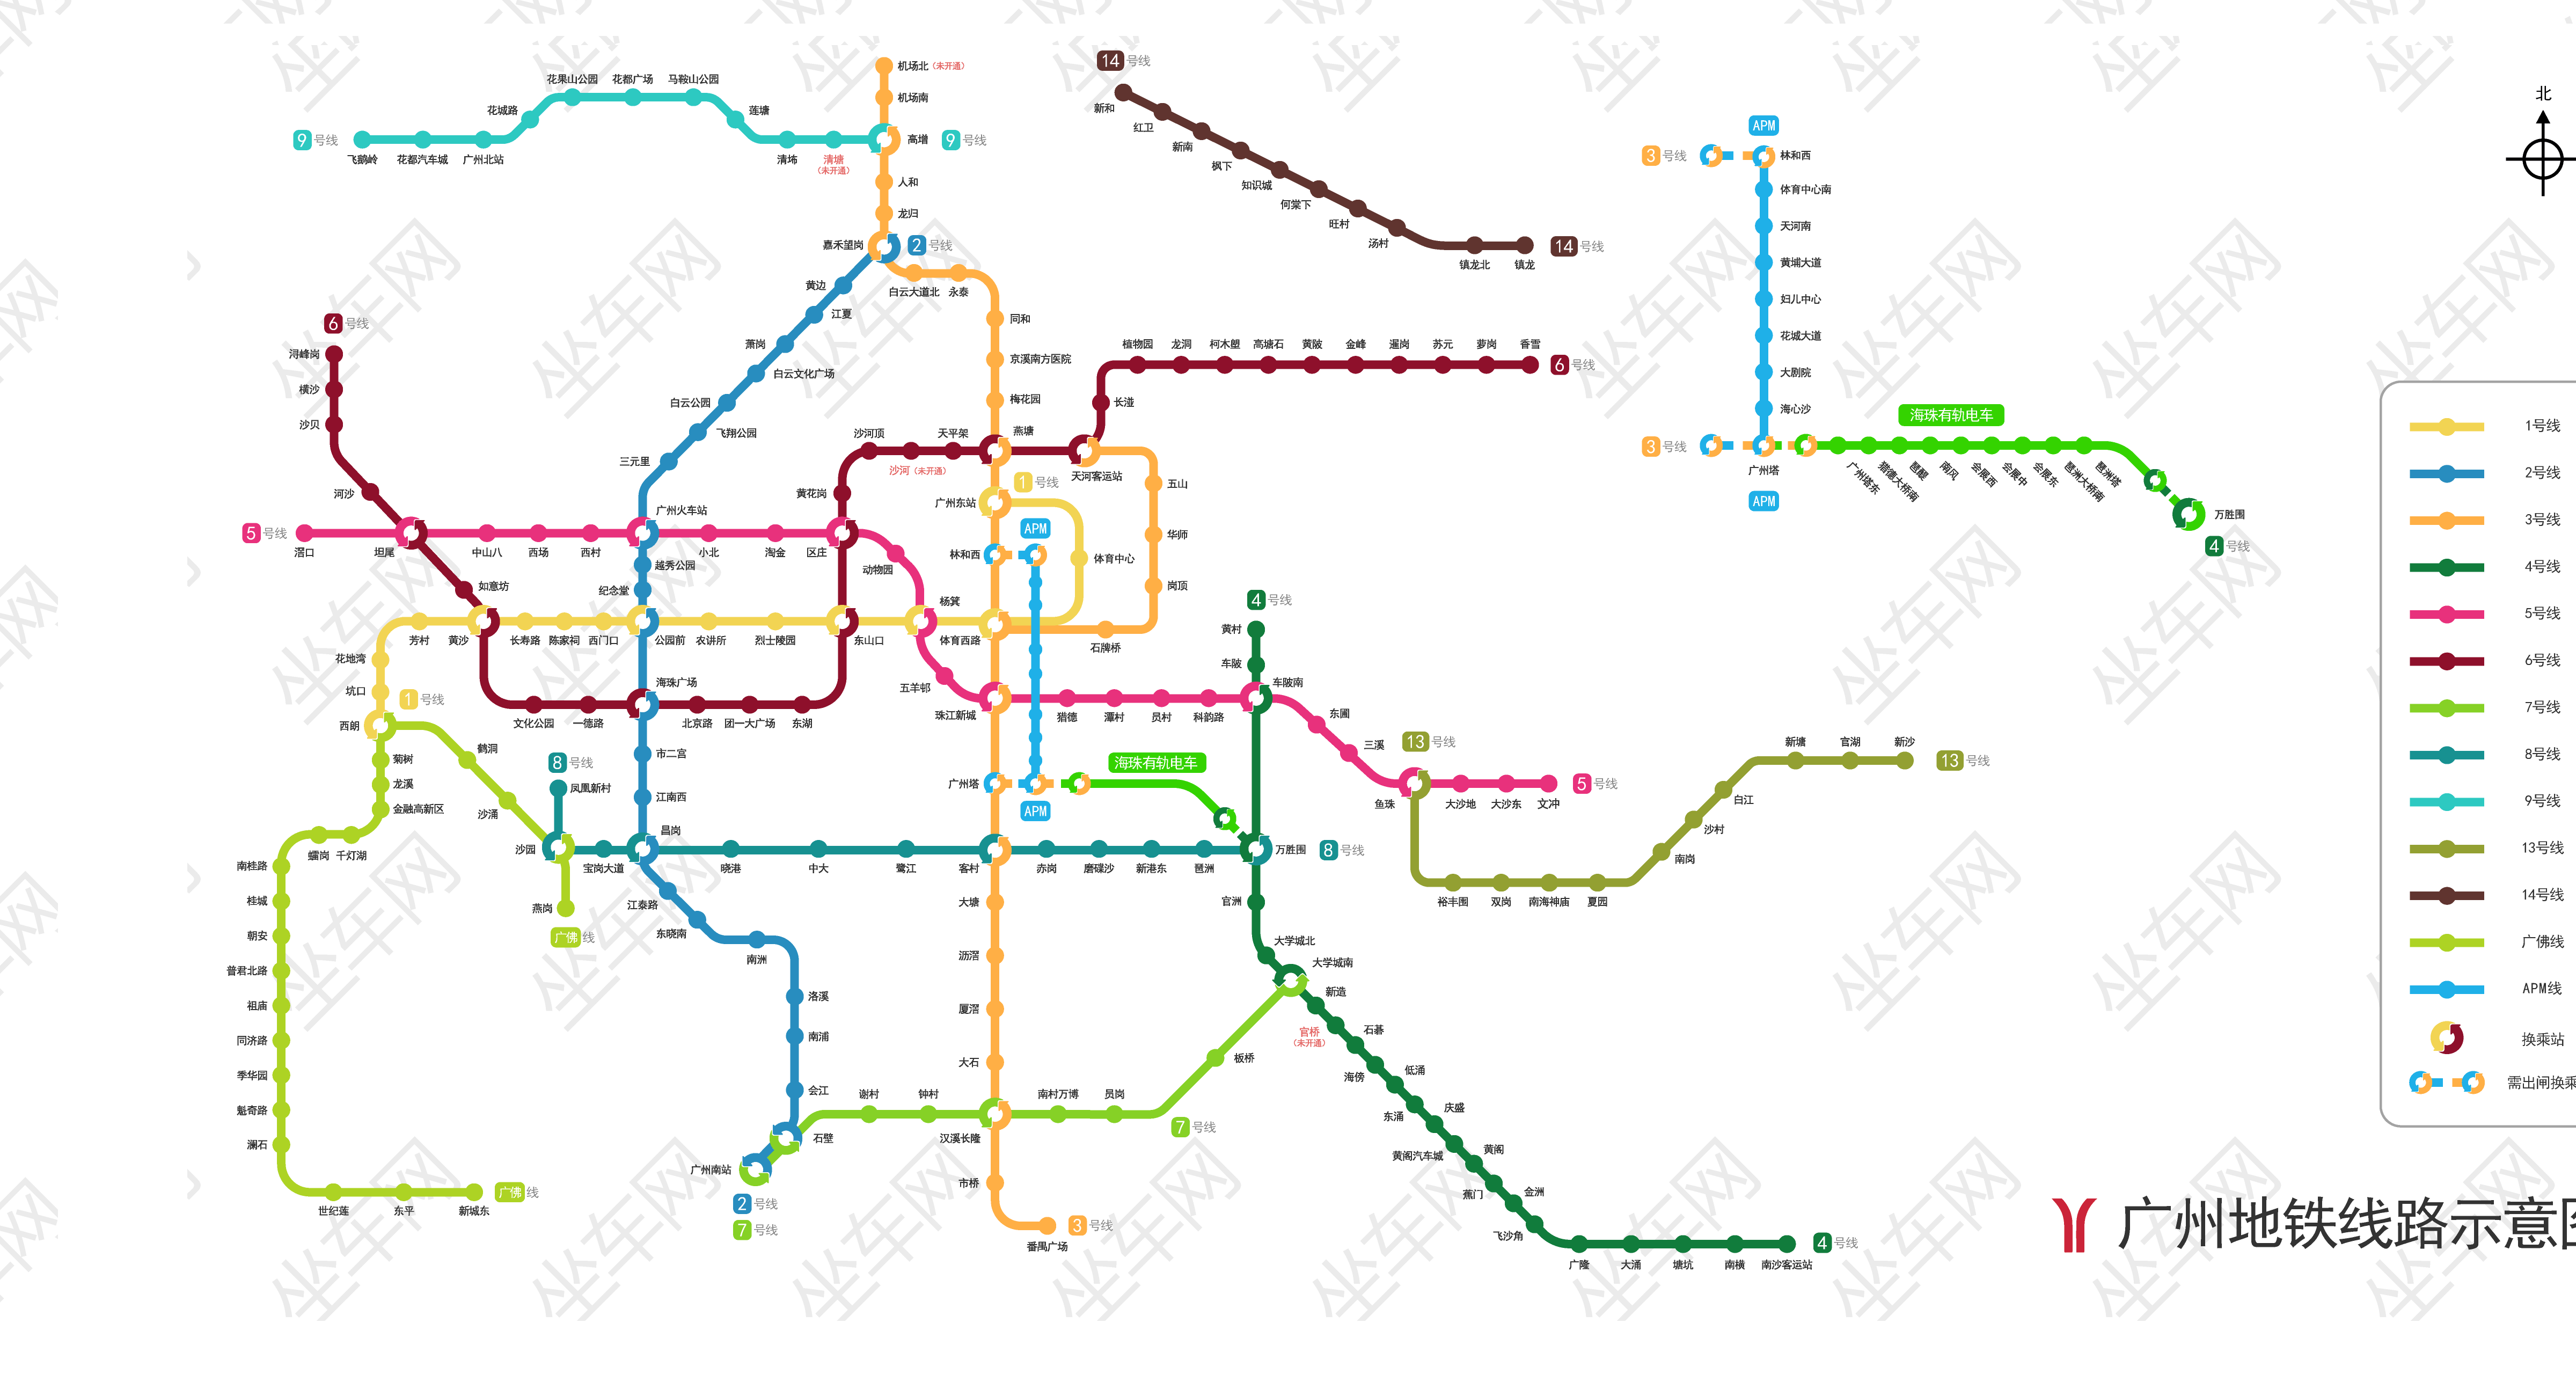 9号线
飞鹅岭
花都汽车城
广州北站
花城路
花果山公园
花都广场
马鞍山公园
莲塘
清㘵
清塘
(未开通)
高增
9号线
机场北(未开通)
机场南
人和
龙归
嘉禾望岗
2号线
白云大道北
永泰
14号线
新和
红卫
新南
枫下
知识城
何棠下
旺村
汤村
镇龙北
镇龙
14号线
APM
3号线
林和西
体育中心南
天河南
黄埔大道
妇儿中心
花城大道
大剧院
海心沙
3号线
广州塔
APM
海珠有轨电车
广州塔东
猎德大桥南
琶醍
南风
会展西
会展中
会展东
琶洲大桥南
琶洲塔
万胜围
4号线
北
黄边
江夏
萧岗
白云文化广场
白云公园
飞翔公园
三元里
同和
京溪南方医院
梅花园
燕塘
6号线
浔峰岗
横沙
沙贝
河沙
植物园
龙洞
柯木塱
高塘石
黄陂
金峰
暹岗
苏元
萝岗
香雪
6号线
长湴
沙河顶
沙河(未开通)
天平架
天河客运站
黄花岗
广州东站
1号线
五山
华师
岗顶
石牌桥
5号线
滘口
坦尾
中山八
西场
西村
广州火车站
小北
淘金
区庄
动物园
越秀公园
纪念堂
如意坊
林和西
APM
体育中心
杨箕
芳村
黄沙
长寿路
陈家祠
西门口
公园前
农讲所
烈士陵园
东山口
体育西路
花地湾
坑口
西朗
1号线
菊树
龙溪
金融高新区
鹤洞
沙涌
文化公园
一德路
海珠广场
北京路
团一大广场
东湖
五羊邨
珠江新城
猎德
潭村
员村
科韵路
4号线
黄村
车陂
车陂南
东圃
三溪
13号线
鱼珠
大沙地
大沙东
文冲
5号线
新塘
官湖
新沙
13号线
白江
沙村
南岗
裕丰围
双岗
南海神庙
夏园
市二宫
江南西
昌岗
8号线
凤凰新村
沙园
宝岗大道
晓港
中大
鹭江
客村
赤岗
磨碟沙
新港东
琶洲
万胜围
8号线
广州塔
APM
海珠有轨电车
燕岗
广佛线
江泰路
东晓南
南洲
洛溪
南浦
会江
石壁
广州南站
2号线
7号线
大塘
沥滘
厦滘
大石
汉溪长隆
市桥
番禺广场
3号线
谢村
钟村
南村万博
员岗
7号线
板桥
官洲
大学城北
大学城南
新造
官桥
(未开通)
石碁
海傍
低涌
东涌
庆盛
黄阁汽车城
黄阁
蕉门
金洲
飞沙角
广隆
大涌
塘坑
南横
南沙客运站
4号线
蠕岗
千灯湖
南桂路
桂城
朝安
普君北路
祖庙
同济路
季华园
魁奇路
澜石
世纪莲
东平
新城东
广佛线
1号线
2号线
3号线
4号线
5号线
6号线
7号线
8号线
9号线
13号线
14号线
广佛线
APM线
换乘站
需出闸换乘
广州地铁线路示意图
坐车网